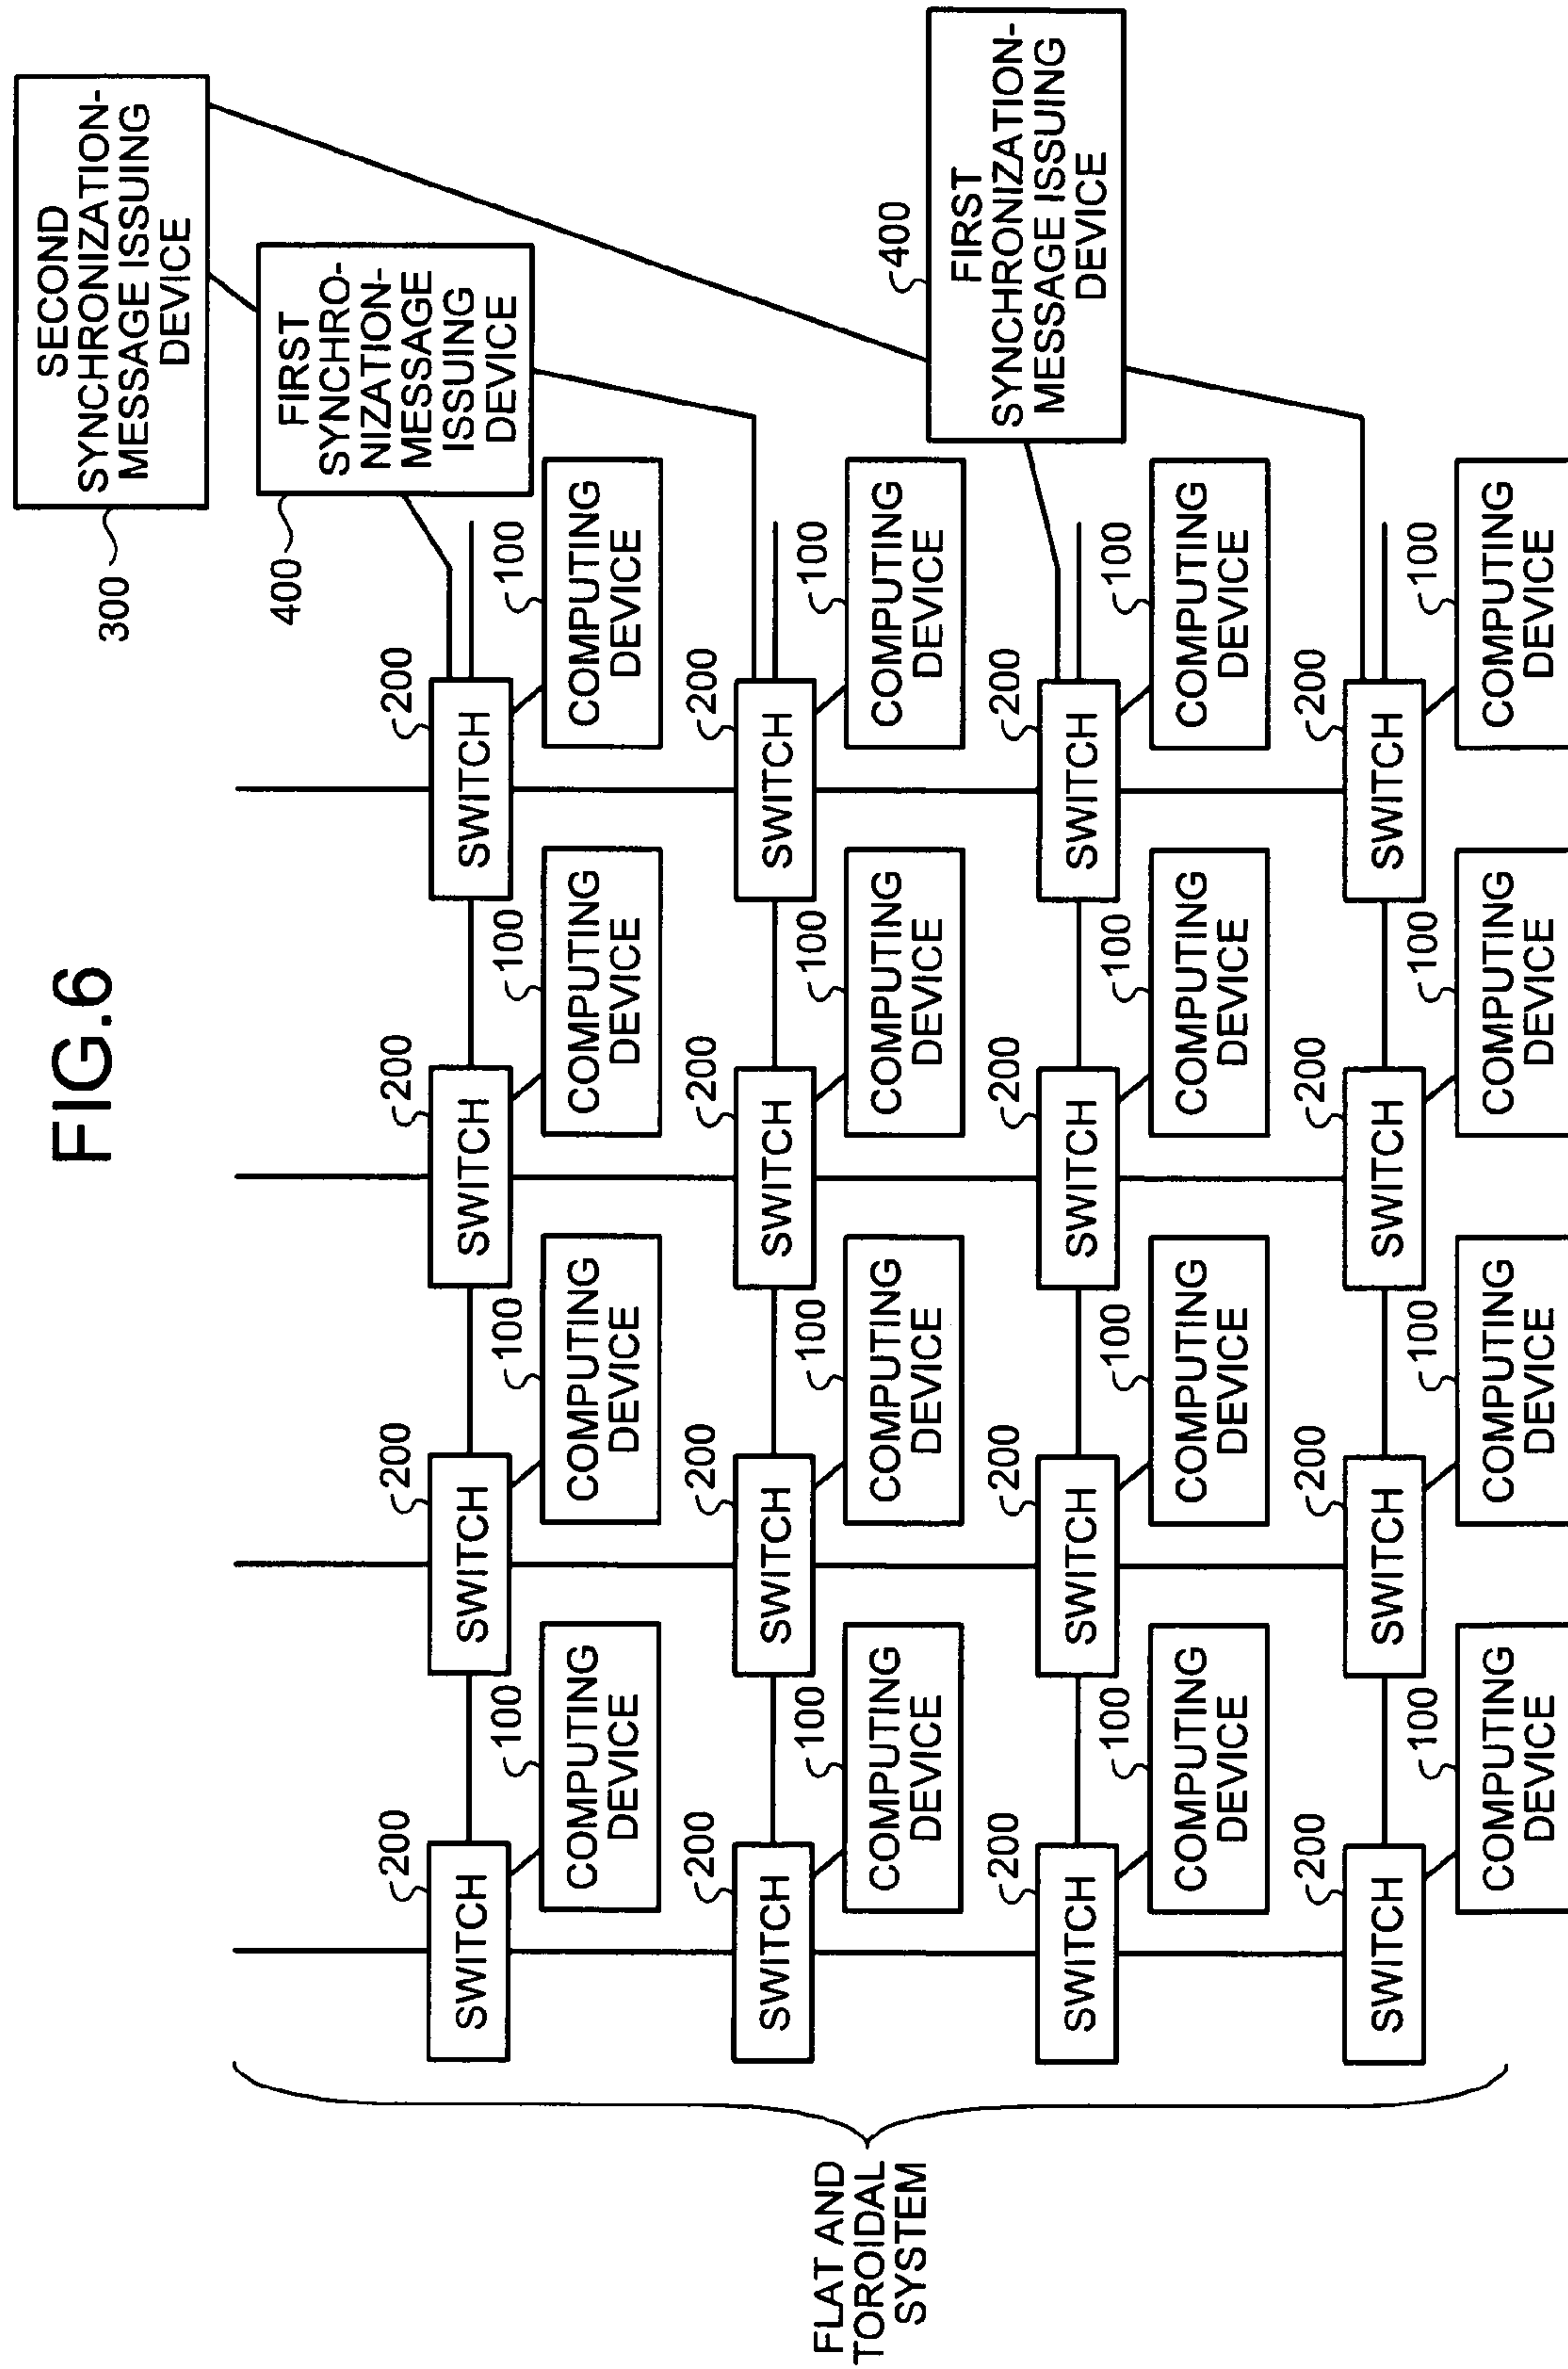 FIG.6
SECOND
SYNCHRONIZATION-
MESSAGE ISSUING
DEVICE
300
FIRST
SYNCHRO-
NIZATION-
MESSAGE
ISSUING
DEVICE
400
200
200
200
200
SWITCH
SWITCH
SWITCH
SWITCH
100
100
100
100
COMPUTING
DEVICE
COMPUTING
DEVICE
COMPUTING
DEVICE
COMPUTING
DEVICE
200
200
200
200
SWITCH
SWITCH
SWITCH
SWITCH
100
100
100
100
COMPUTING
DEVICE
COMPUTING
DEVICE
COMPUTING
DEVICE
COMPUTING
DEVICE
FLAT AND
TOROIDAL
SYSTEM
400
FIRST
SYNCHRONIZATION-
MESSAGE ISSUING
DEVICE
200
200
200
200
SWITCH
SWITCH
SWITCH
SWITCH
100
100
100
100
COMPUTING
DEVICE
COMPUTING
DEVICE
COMPUTING
DEVICE
COMPUTING
DEVICE
200
200
200
200
SWITCH
SWITCH
SWITCH
SWITCH
100
100
100
100
COMPUTING
DEVICE
COMPUTING
DEVICE
COMPUTING
DEVICE
COMPUTING
DEVICE